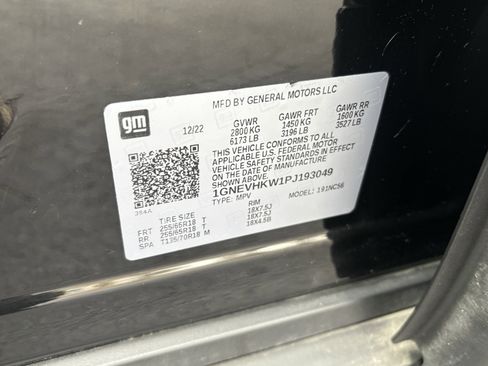 MFD BY GENERAL MOTORS LLC
gm
12/22 GVWR GAWR FRT GAWR RR
2800 KG 1450 KG 1600 KG
6173 LB 3196 LB 3527 LB
THIS VEHICLE CONFORMS TO ALL
APPLICABLE U.S. FEDERAL MOTOR
VEHICLE SAFETY STANDARDS IN EFFECT
ON THE DATE OF MANUFACTURE SHOWN ABOVE.
1GNEVHKW1PJ193049
TYPE: MPV MODEL: 191NC56
384A
TIRE SIZE RIM
FRT 255/65R18 T 18X7.5J
RR. 255/65R18 T 18X7.5J
SPA T135/70R18 M 18X4.5B